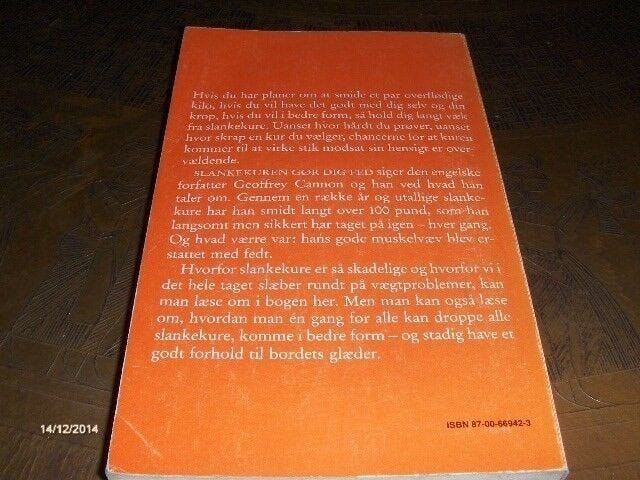 Hvis du har planer om at smide et par overflødige
kilo, hvis du vil have det godt med dig selv og din
krop, hvis du vil i bedre form, så hold dig langt væk
fra slankekure. Uanset hvor hårdt du prøver, uanset
hvor skrap en kur du vælger, chancerne for at kuren
kommer til at virke stik modsat sin hensigt er over-
vældende.
SLANKEKUREN GØR DIG FED siger den engelske
forfatter Geoffrey Cannon og han ved hvad han
taler om. Gennem en række år og utallige slanke-
kure har han smidt langt over 100 pund, som han
langsomt men sikkert har taget på igen – hver gang.
Og hvad værre var: hans gode muskelvæv blev er-
stattet med fedt.
Hvorfor slankekure er så skadelige og hvorfor vi i
det hele taget slæber rundt på vægtproblemer, kan
man læse om i bogen her. Men man kan også læse
om, hvordan man én gang for alle kan droppe alle
slankekure, komme i bedre form – og stadig have et
godt forhold til bordets glæder.
ISBN 87-00-66942-3
14/12/2014